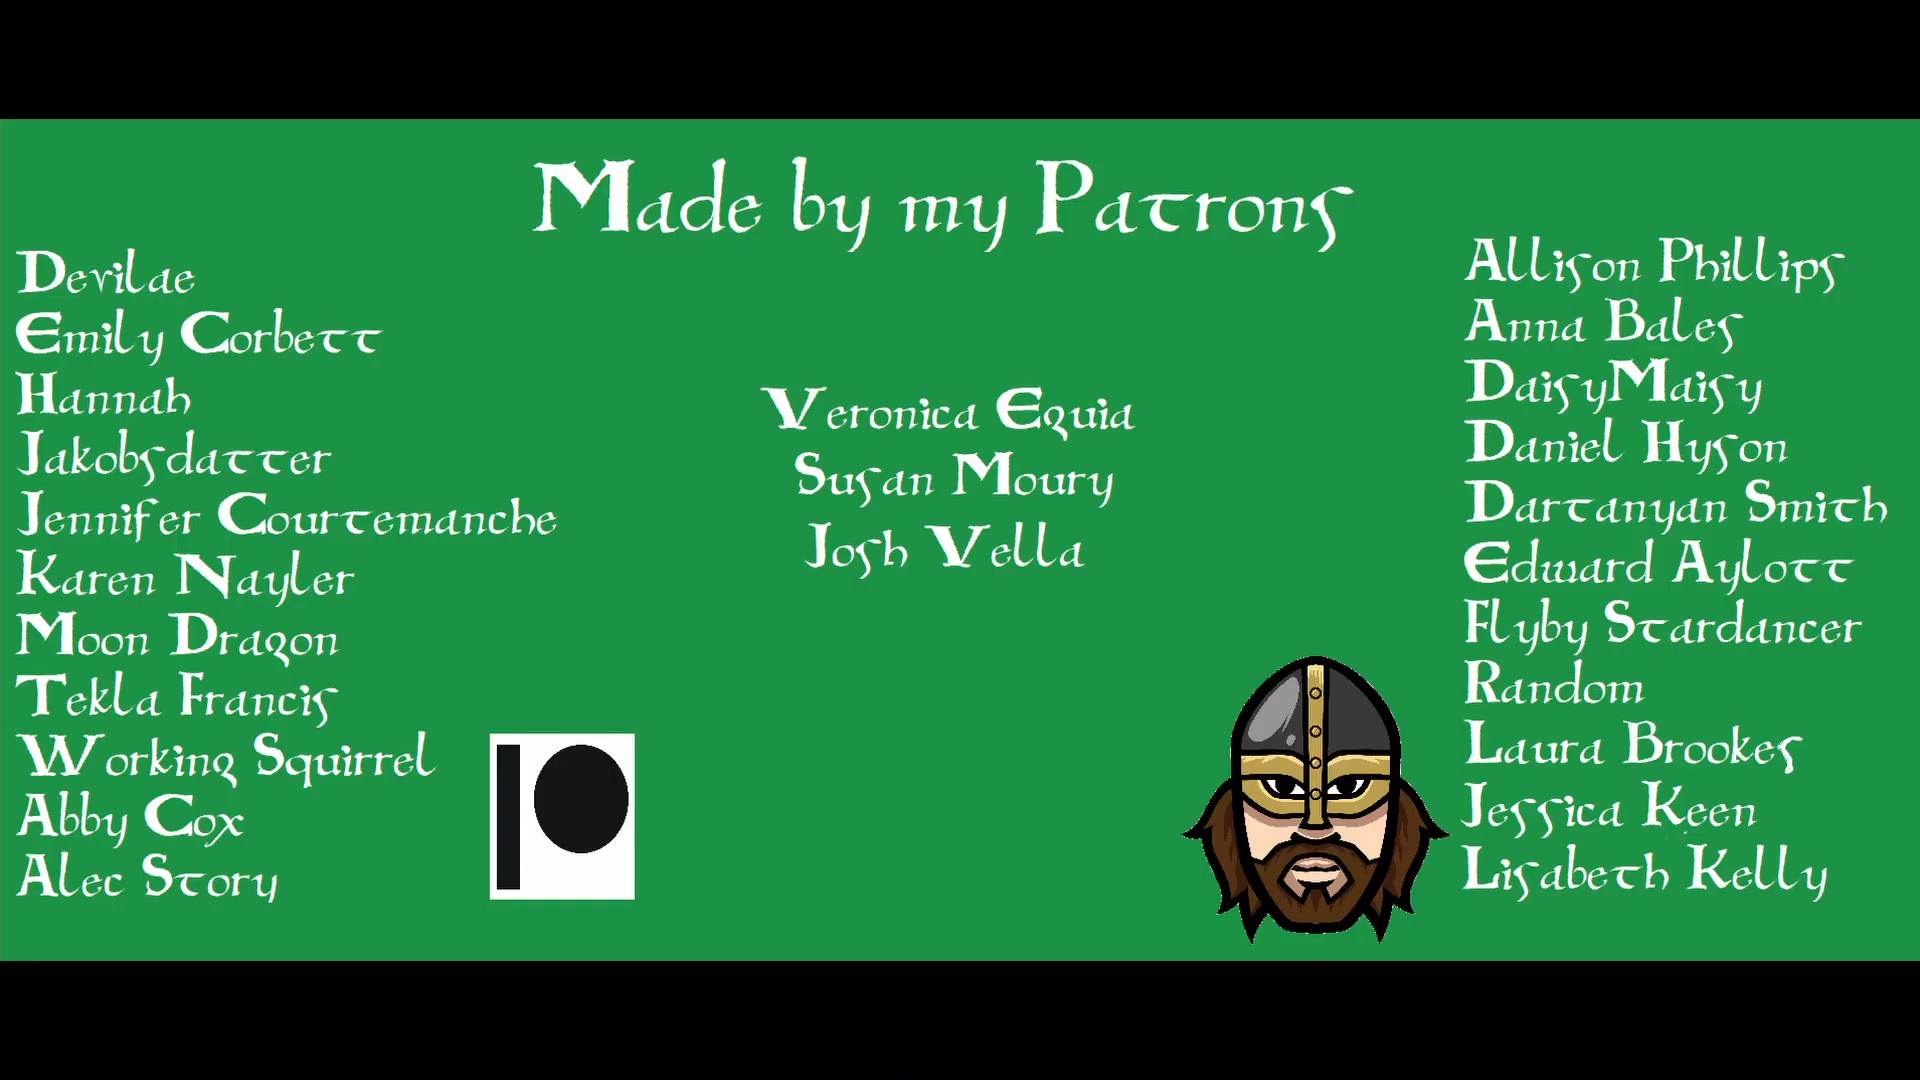 Made by my Patrons
Devilae
Emily Corbett
Hannah
Jakobsdatter
Jennifer Courtemanche
Karen Nayler
Moon Dragon
Tekla Francis
Working Squirrel
Abby Cox
Alec Story
Veronica Eguia
Susan Moury
Josh Vella
Allison Phillips
Anna Bales
DaisyMaisy
Daniel Hyson
Dartanyan Smith
Edward Aylott
Flyby Stardancer
Random
Laura Brookes
Jessica Keen
Lisabeth Kelly